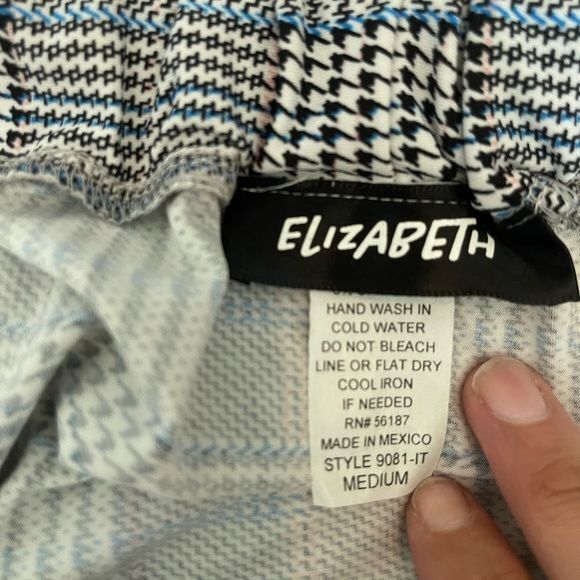 ELIZABETH
HAND WASH IN
COLD WATER
DO NOT BLEACH
LINE OR FLAT DRY
COOL IRON
IF NEEDED
RN# 56187
MADE IN MEXICO
STYLE 9081-IT
MEDIUM